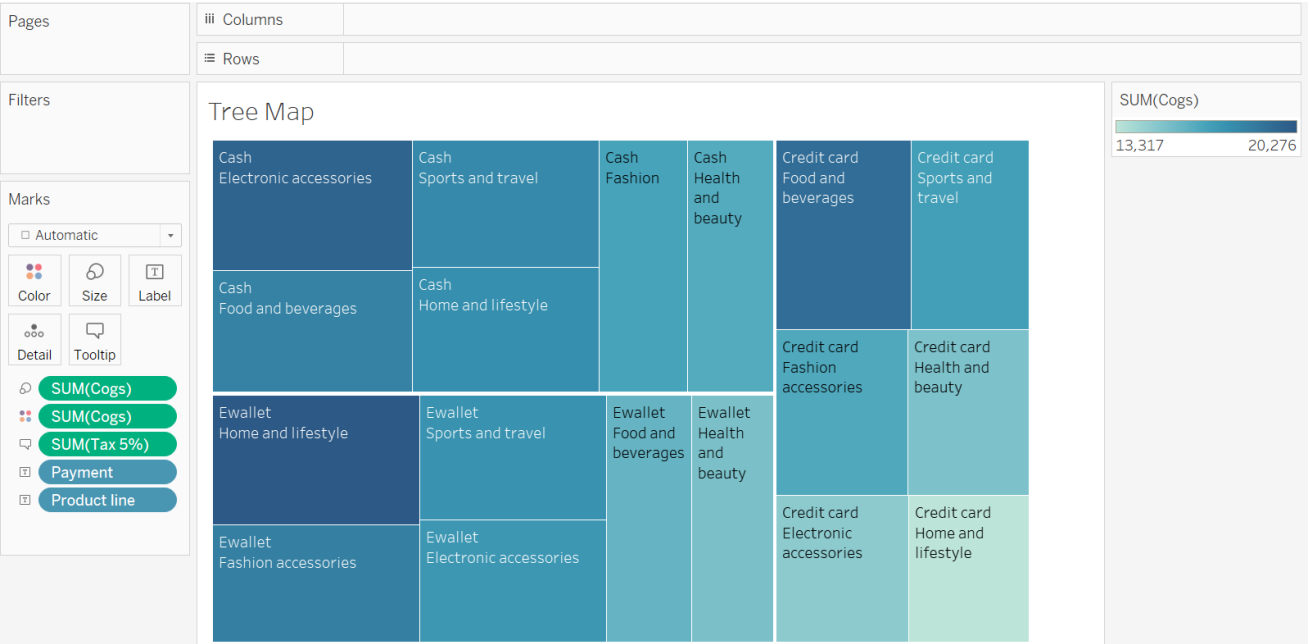 Pages
Columns
Rows
Filters
Marks
Automatic
Color
Size
T
Label
Detail
Tooltip
SUM(Cogs)
SUM(Cogs)
SUM(Tax 5%)
T
Payment
T
Product line
Tree Map
Cash
Electronic accessories
Cash
Sports and travel
Cash
Fashion
Cash
Health
and
beauty
Cash
Food and beverages
Cash
Home and lifestyle
Credit card
Food and
beverages
Credit card
Sports and
travel
Credit card
Fashion
accessories
Credit card
Health and
beauty
Credit card
Electronic
accessories
Credit card
Home and
lifestyle
Ewallet
Home and lifestyle
Ewallet
Sports and travel
Ewallet
Food and
beverages
Ewallet
Health
and
beauty
Ewallet
Fashion accessories
Ewallet
Electronic accessories
SUM(Cogs)
13,317 20,276